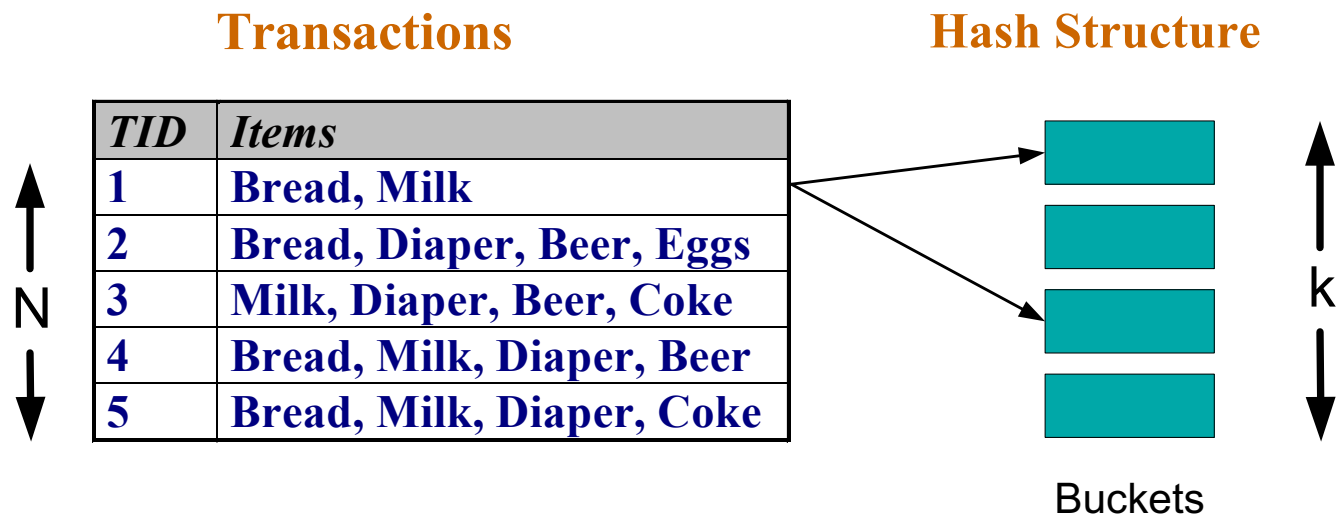 Transactions
Hash Structure
TID Items
1 Bread, Milk
2 Bread, Diaper, Beer, Eggs
3 Milk, Diaper, Beer, Coke
4 Bread, Milk, Diaper, Beer
5 Bread, Milk, Diaper, Coke
N
k
Buckets